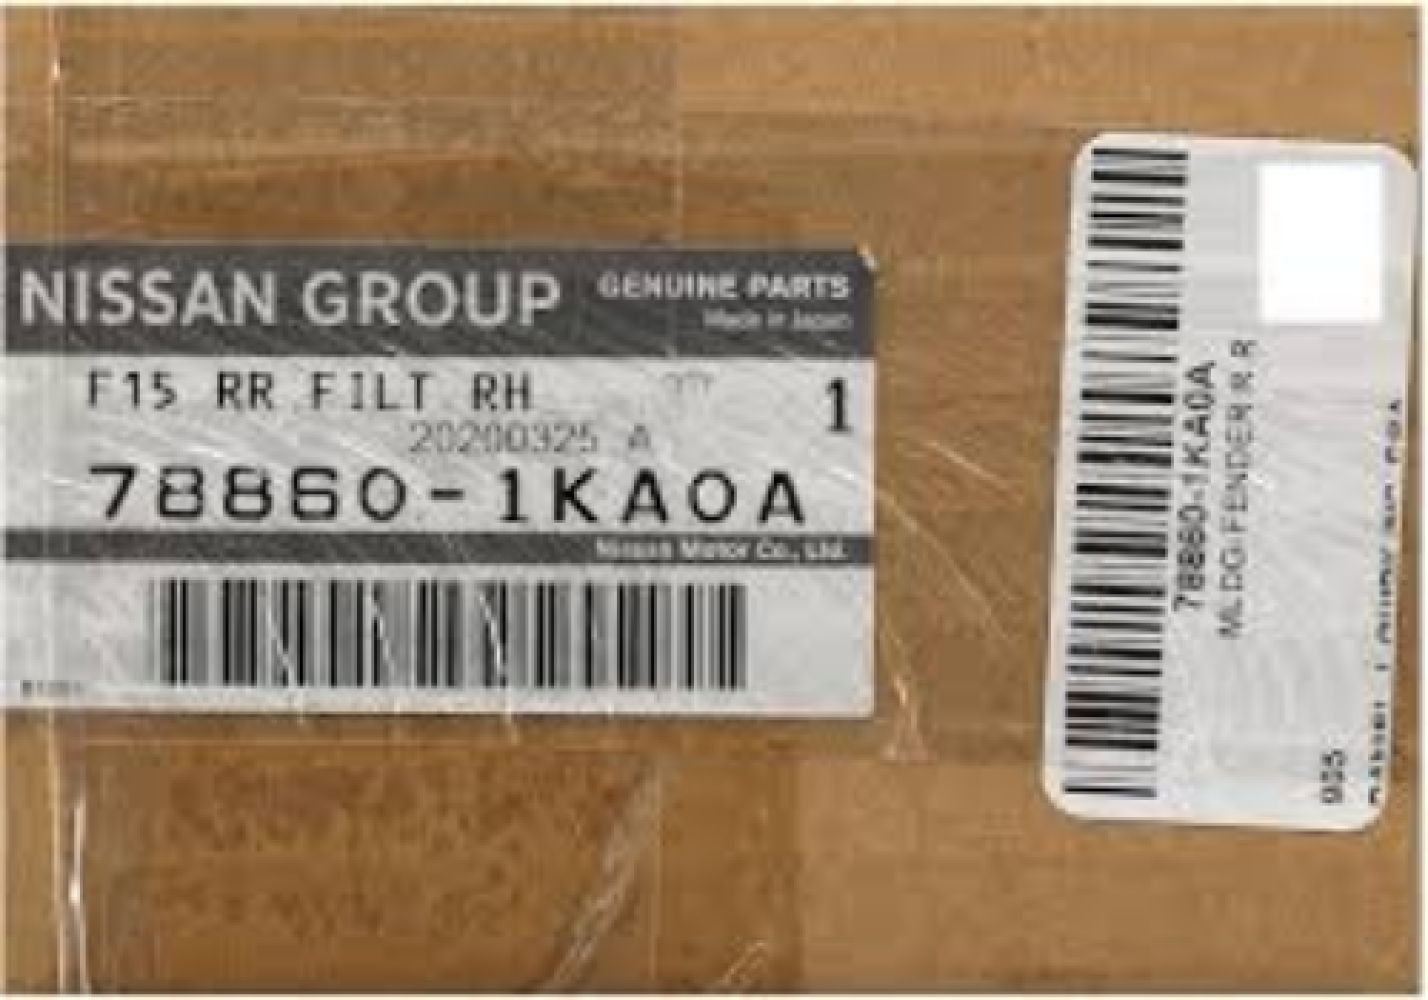 NISSAN GROUP
GENUINE PARTS
Made in Japan
F15 RR FILT RH
QTY
1
20200325 A
78860-1KA0A
Nissan Motor Co., Ltd.
78860-1KA0A
MLDG-FENDER R R